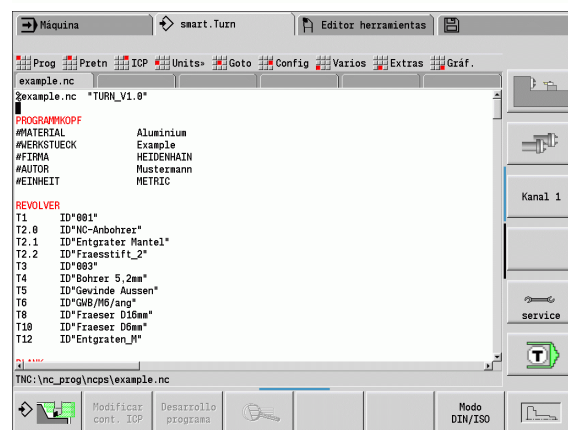 Máquina smart.Turn Editor herramientas
Prog Pretn ICP Units» Goto Config Varios Extras Gráf.
example.nc
%example.nc "TURN_V1.0"
PROGRAMMKOPF
#MATERIAL Aluminium
#WERKSTUECK Example
#FIRMA HEIDENHAIN
#AUTOR Mustermann
#EINHEIT METRIC
REVOLVER
T1 ID"001"
T2.0 ID"NC-Anbohrer"
T2.1 ID"Entgrater Mantel"
T2.2 ID"Fraesstift_2"
T3 ID"003"
T4 ID"Bohrer 5,2mm"
T5 ID"Gewinde Aussen"
T6 ID"GWB/M6/ang"
T8 ID"Fraeser D16mm"
T10 ID"Fraeser D6mm"
T12 ID"Entgraten_M"
TNC:\nc_prog\ncps\example.nc
Kanal 1
service
T
Modificar
cont. ICP
Desarrollo
programa
Modo
DIN/ISO